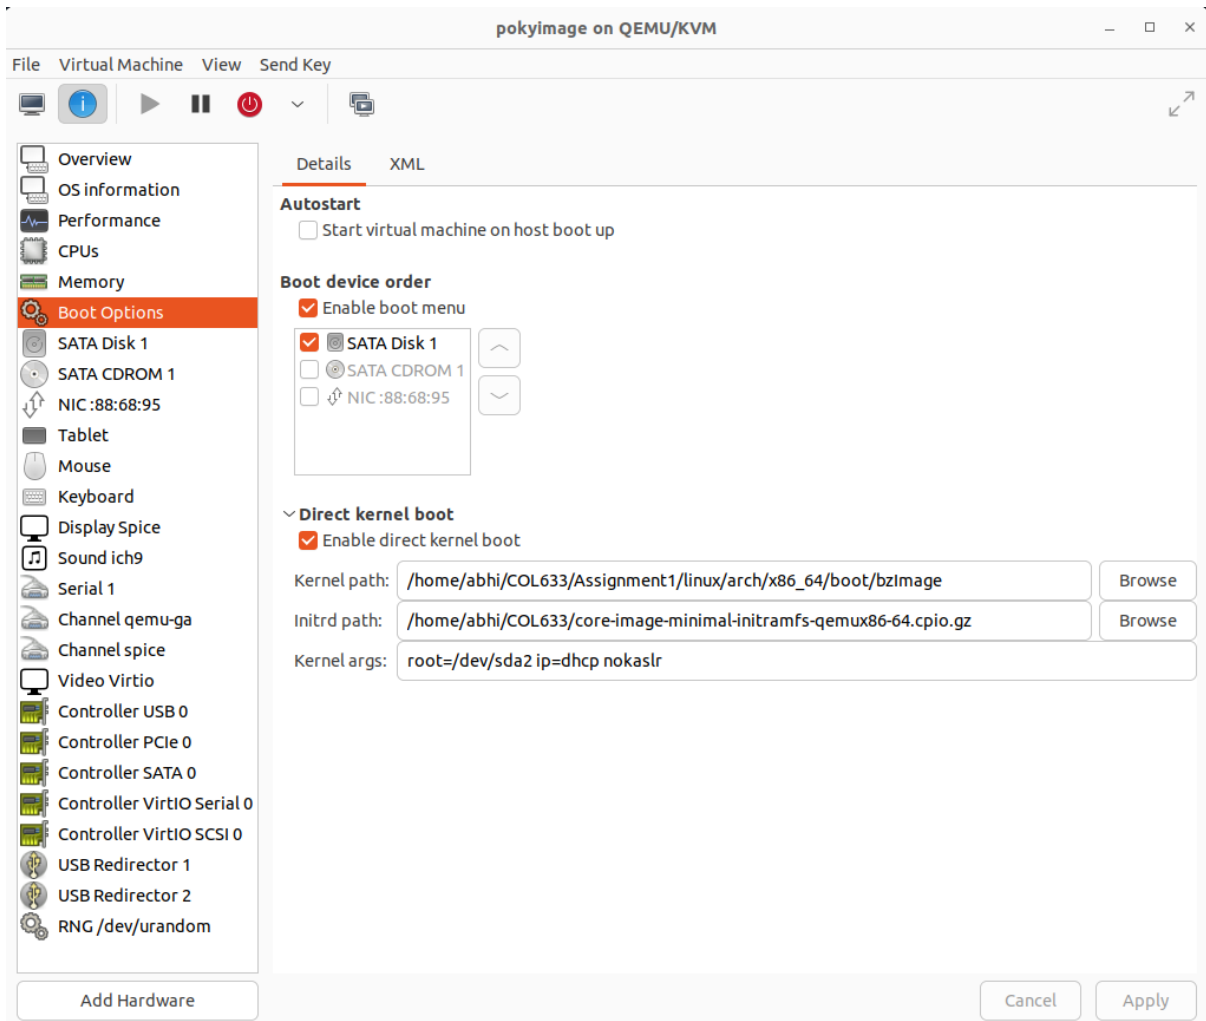 pokyimage on QEMU/KVM
File Virtual Machine View Send Key
Overview
OS information
Performance
CPUs
Memory
Boot Options
SATA Disk 1
SATA CDROM 1
NIC :88:68:95
Tablet
Mouse
Keyboard
Display Spice
Sound ich9
Serial 1
Channel qemu-ga
Channel spice
Video Virtio
Controller USB 0
Controller PCIe 0
Controller SATA 0
Controller VirtIO Serial 0
Controller VirtIO SCSI 0
USB Redirector 1
USB Redirector 2
RNG /dev/urandom
Add Hardware
Details XML
Autostart
Start virtual machine on host boot up
Boot device order
Enable boot menu
SATA Disk 1
SATA CDROM 1
NIC :88:68:95
Direct kernel boot
Enable direct kernel boot
Kernel path: /home/abhi/COL633/Assignment1/linux/arch/x86_64/boot/bzImage Browse
Initrd path: /home/abhi/COL633/core-image-minimal-initramfs-qemux86-64.cpio.gz Browse
Kernel args: root=/dev/sda2 ip=dhcp nokaslr
Cancel Apply